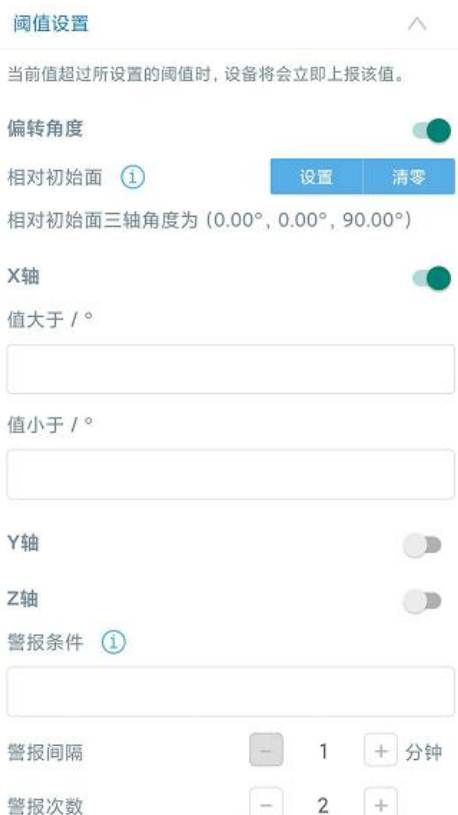 阈值设置
当前值超过所设置的阈值时，设备将会立即上报该值。
偏转角度
相对初始面 设置 清零
相对初始面三轴角度为 (0.00°, 0.00°, 90.00°)
X轴
值大于 / °
值小于 / °
Y轴
Z轴
警报条件
警报间隔 − 1 + 分钟
警报次数 − 2 +